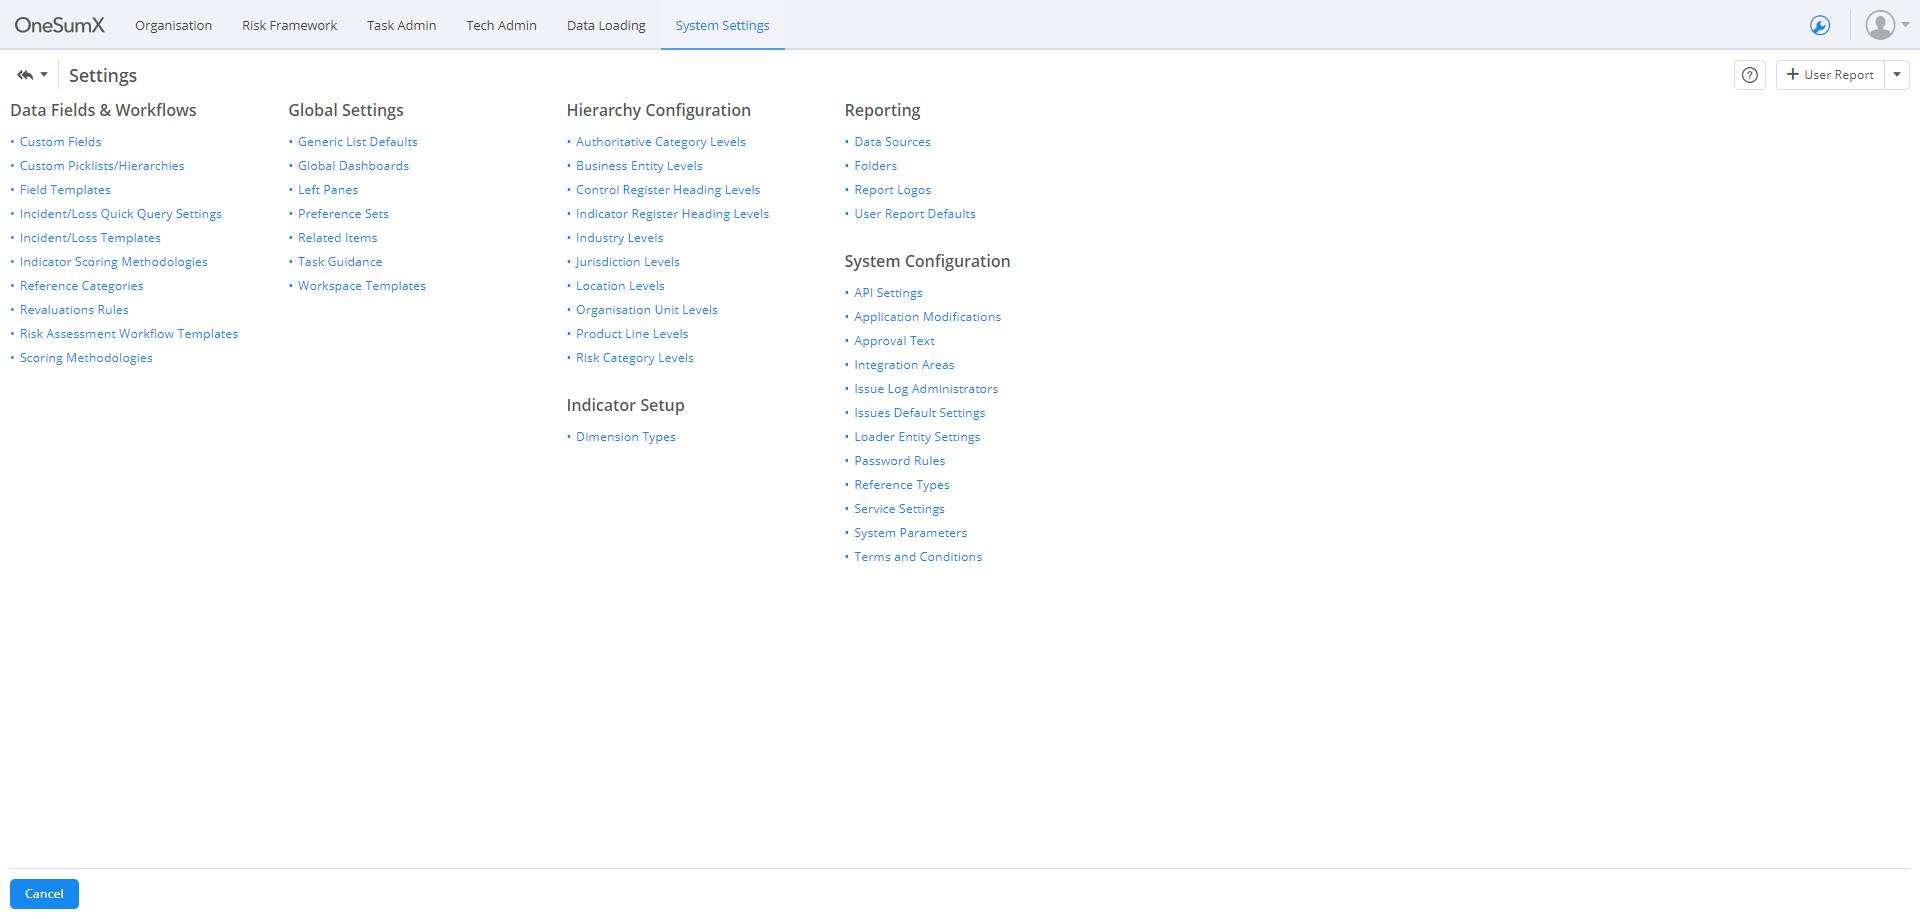 OneSumX
Organisation
Risk Framework
Task Admin
Tech Admin
Data Loading
System Settings
Settings
User Report
Data Fields & Workflows
Custom Fields
Custom Picklists/Hierarchies
Field Templates
Incident/Loss Quick Query Settings
Incident/Loss Templates
Indicator Scoring Methodologies
Reference Categories
Revaluations Rules
Risk Assessment Workflow Templates
Scoring Methodologies
Global Settings
Generic List Defaults
Global Dashboards
Left Panes
Preference Sets
Related Items
Task Guidance
Workspace Templates
Hierarchy Configuration
Authoritative Category Levels
Business Entity Levels
Control Register Heading Levels
Indicator Register Heading Levels
Industry Levels
Jurisdiction Levels
Location Levels
Organisation Unit Levels
Product Line Levels
Risk Category Levels
Indicator Setup
Dimension Types
Reporting
Data Sources
Folders
Report Logos
User Report Defaults
System Configuration
API Settings
Application Modifications
Approval Text
Integration Areas
Issue Log Administrators
Issues Default Settings
Loader Entity Settings
Password Rules
Reference Types
Service Settings
System Parameters
Terms and Conditions
Cancel